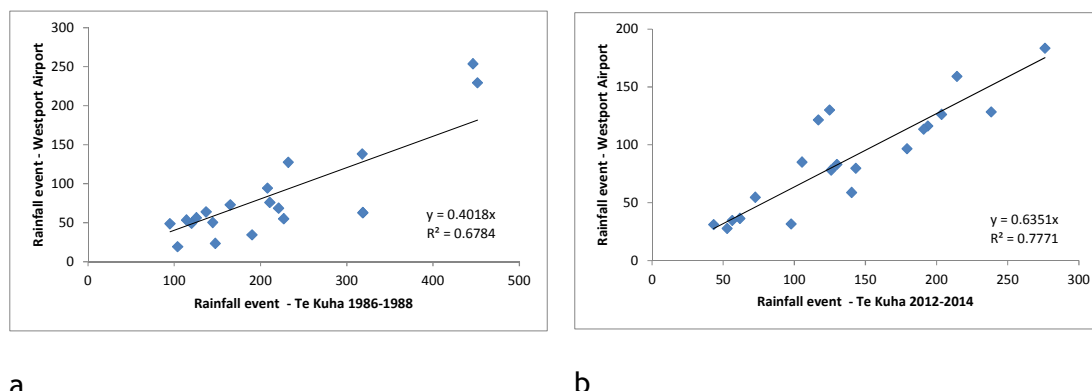 300
250
200
150
100
50
0
Rainfall event - Westport Airport
y = 0.4018x
R² = 0.6784
0 100 200 300 400 500
Rainfall event - Te Kuha 1986-1988
a
200
150
100
50
0
Rainfall event - Westport Airport
y = 0.6351x
R² = 0.7771
0 50 100 150 200 250 300
Rainfall event - Te Kuha 2012-2014
b